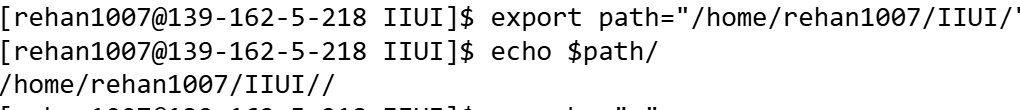 [rehan1007@139-162-5-218 IIUI]$ export path="/home/rehan1007/IIUI/"
[rehan1007@139-162-5-218 IIUI]$ echo $path/
/home/rehan1007/IIUI//